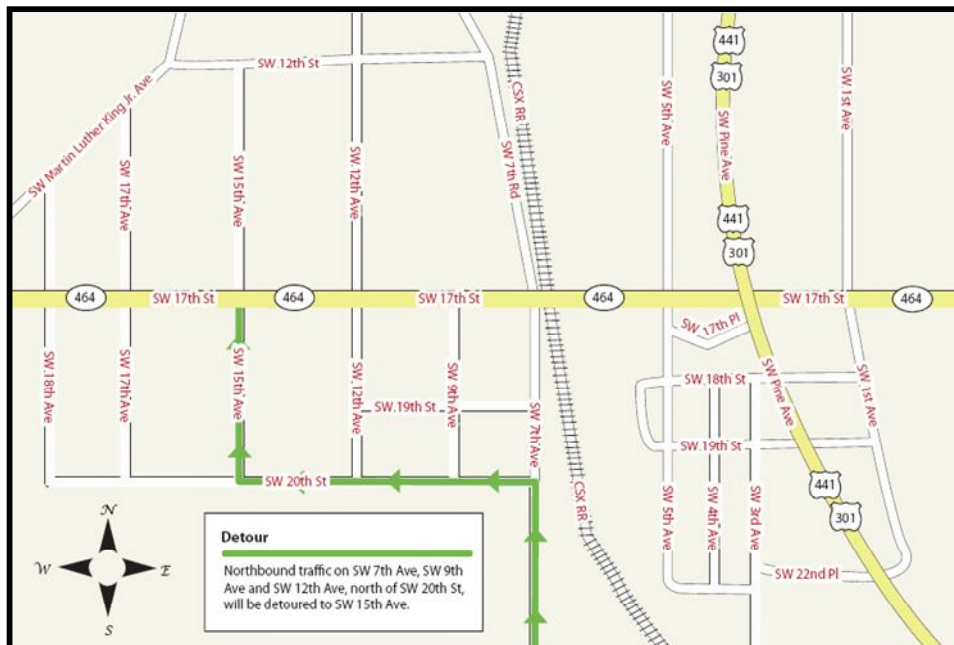 441
301
SW 12th St
SW Martin Luther King Jr. Ave
SW 17th Ave
SW15th Ave
SW.12th Ave
CSX RR
SW 7th Rd
SW 5th Ave
SW Pine Ave
SW.1st Ave
441
301
464
SW 17th St
464
SW 17th St
464
SW 17th St
464
SW 17th Pl
SW.18th Ave
SW 17th Ave
SW 15th Ave
SW.12th Ave
SW 9th Ave
SW.19th St
SW 7th Ave
SW.18th St
SW Pine Ave
SW 1st Ave
SW.19th St
SW 20th St
CSX RR
SW 5th Ave
SW 4th Ave
SW 3rd Ave
441
301
SW 22nd Pl
N
W
E
S
Detour
Northbound traffic on SW 7th Ave, SW 9th
Ave and SW 12th Ave, north of SW 20th St,
will be detoured to SW 15th Ave.